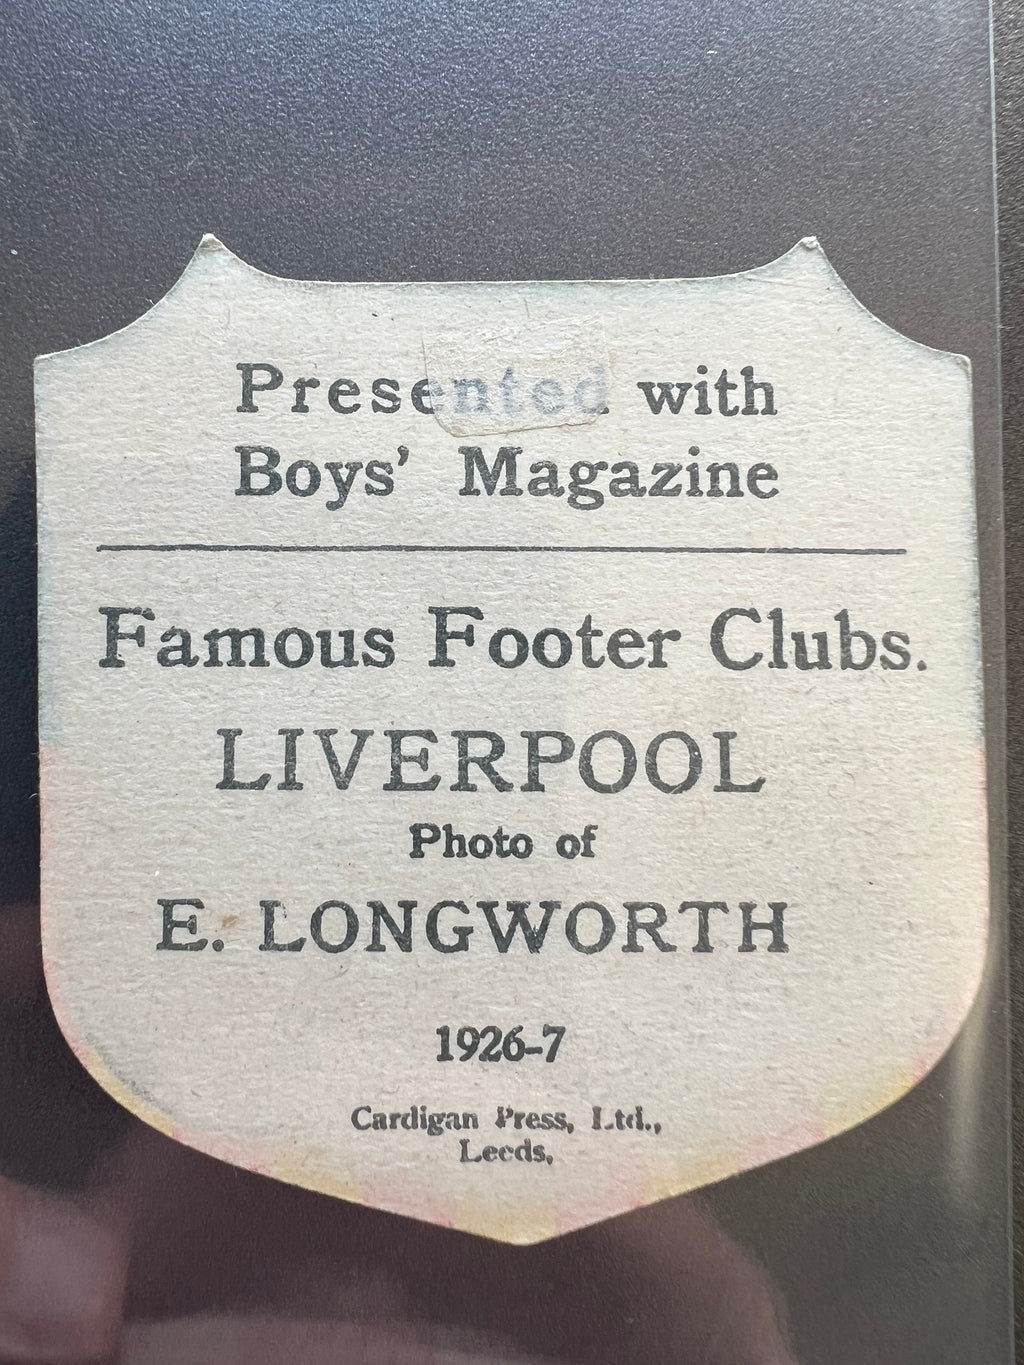 Presented with
Boys' Magazine
Famous Footer Clubs.
LIVERPOOL
Photo of
E. LONGWORTH
1926-7
Cardigan Press, Ltd.,
Leeds,